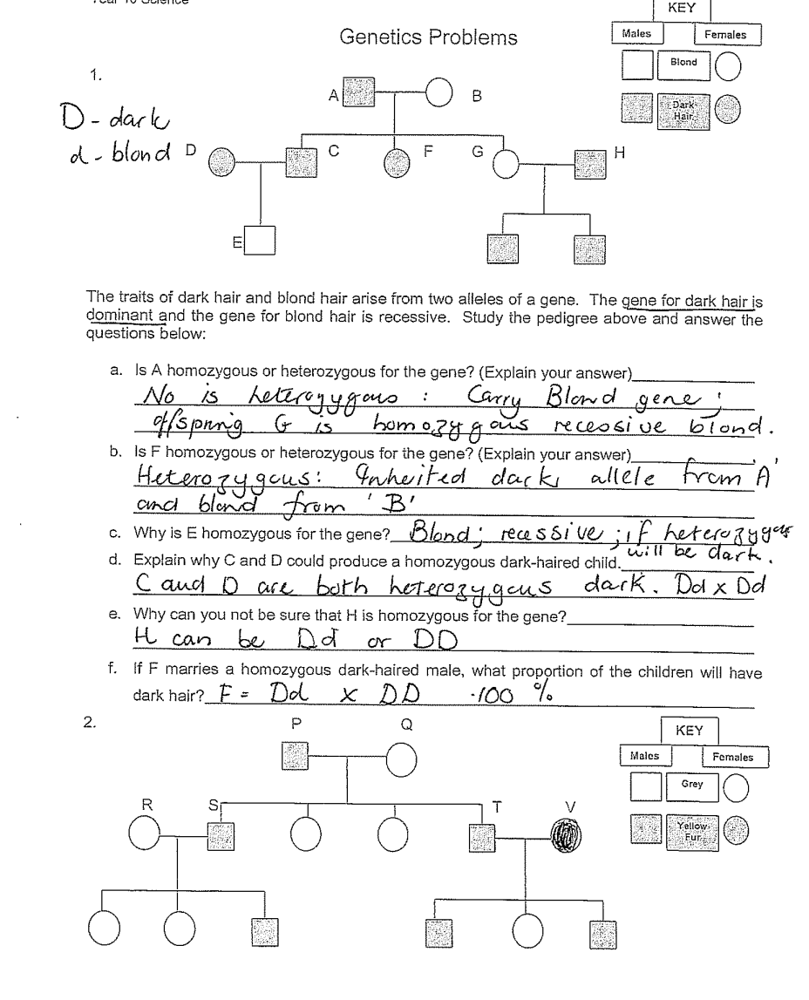 Year 10 Science
KEY
Genetics Problems
Males Females
1.
Blond
A B
D - dark
Dark Hair
d - blond D C F G H
E
The traits of dark hair and blond hair arise from two alleles of a gene. The gene for dark hair is
dominant and the gene for blond hair is recessive. Study the pedigree above and answer the
questions below:
a. Is A homozygous or heterozygous for the gene? (Explain your answer)
No is heterozygous : Carry Blond gene ;
offspring G is homozygous recessive blond.
b. Is F homozygous or heterozygous for the gene? (Explain your answer)
Heterozygous: Inherited dark allele from 'A'
and blond from 'B'
c. Why is E homozygous for the gene? Blond; recessive ; if heterozygous
will be dark.
d. Explain why C and D could produce a homozygous dark-haired child.
C and D are both heterozygous dark. Dd x Dd
e. Why can you not be sure that H is homozygous for the gene?
H can be Dd or DD
f. If F marries a homozygous dark-haired male, what proportion of the children will have
dark hair? F = Dd x DD 100 %
2.
P Q
KEY
Males Females
Grey
R S T V
Yellow Fur